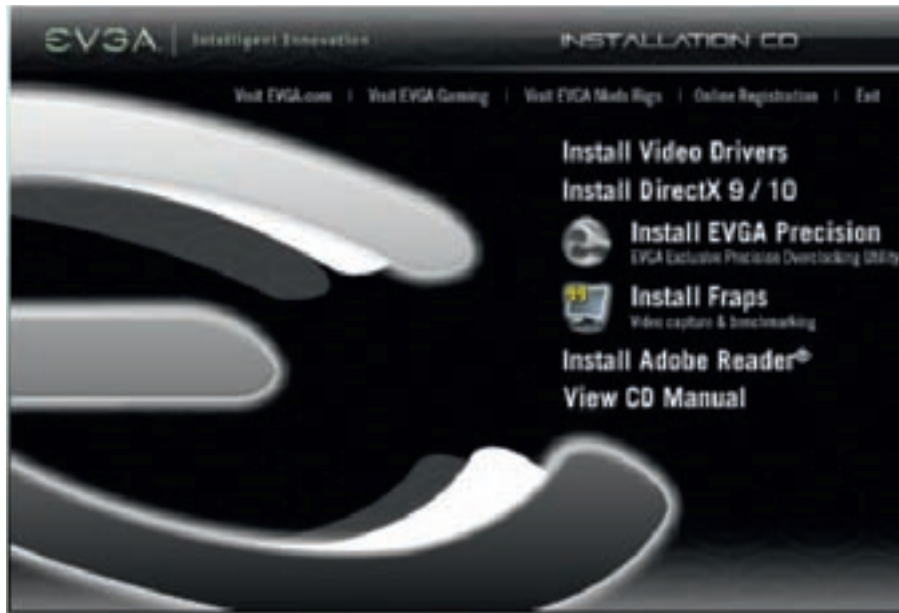 EVGA | Intelligent Innovation
INSTALLATION CD
Visit EVGA.com | Visit EVGA Gaming | Visit EVGA Mods Rigs | Online Registration | Exit
Install Video Drivers
Install DirectX 9 / 10
Install EVGA Precision
EVGA Exclusive Precision Overclocking Utility
99
Install Fraps
Video capture & benchmarking
Install Adobe Reader®
View CD Manual